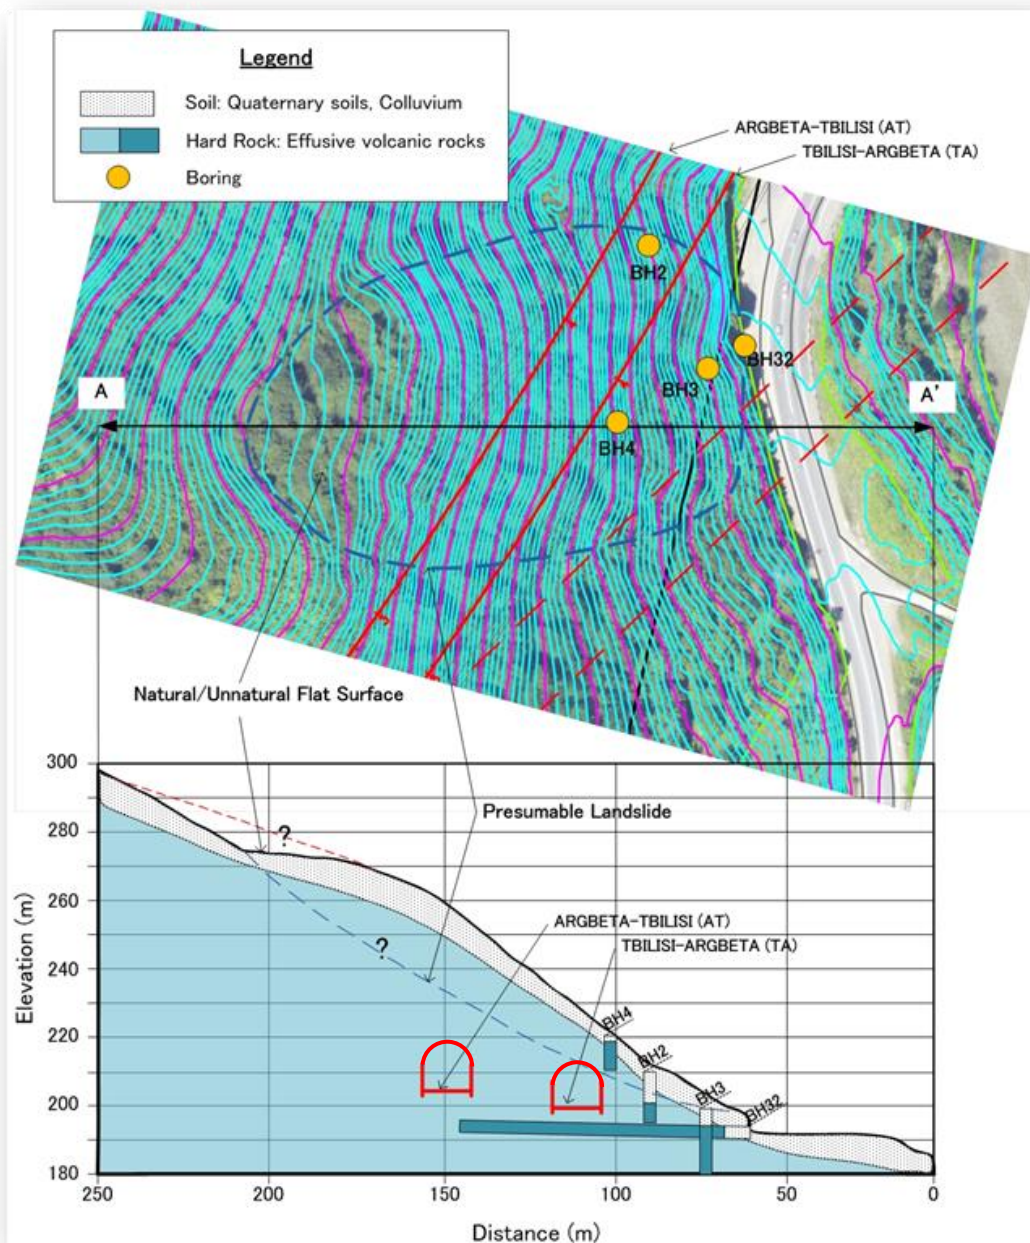 Legend
Soil: Quaternary soils, Colluvium
Hard Rock: Effusive volcanic rocks
Boring
ARGBETA-TBILISI (AT)
TBILISI-ARGBETA (TA)
BH2
BH32
BH3
A
A'
BH4
Natural/Unnatural Flat Surface
300
Presumable Landslide
280
?
260
ARGBETA-TBILISI (AT)
TBILISI-ARGBETA (TA)
?
240
220
BH4
BH2
200
BH3
BH32
180
Elevation (m)
250
200
150
100
50
0
Distance (m)